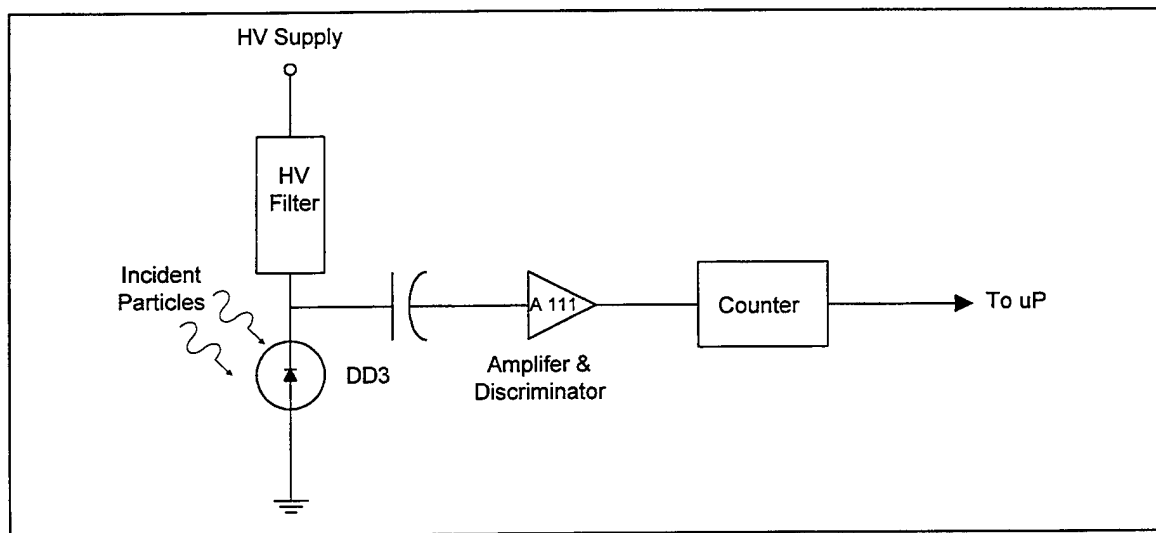 HV Supply
HV
Filter
Incident
Particles
DD3
A 111
Amplifer &
Discriminator
Counter
To uP